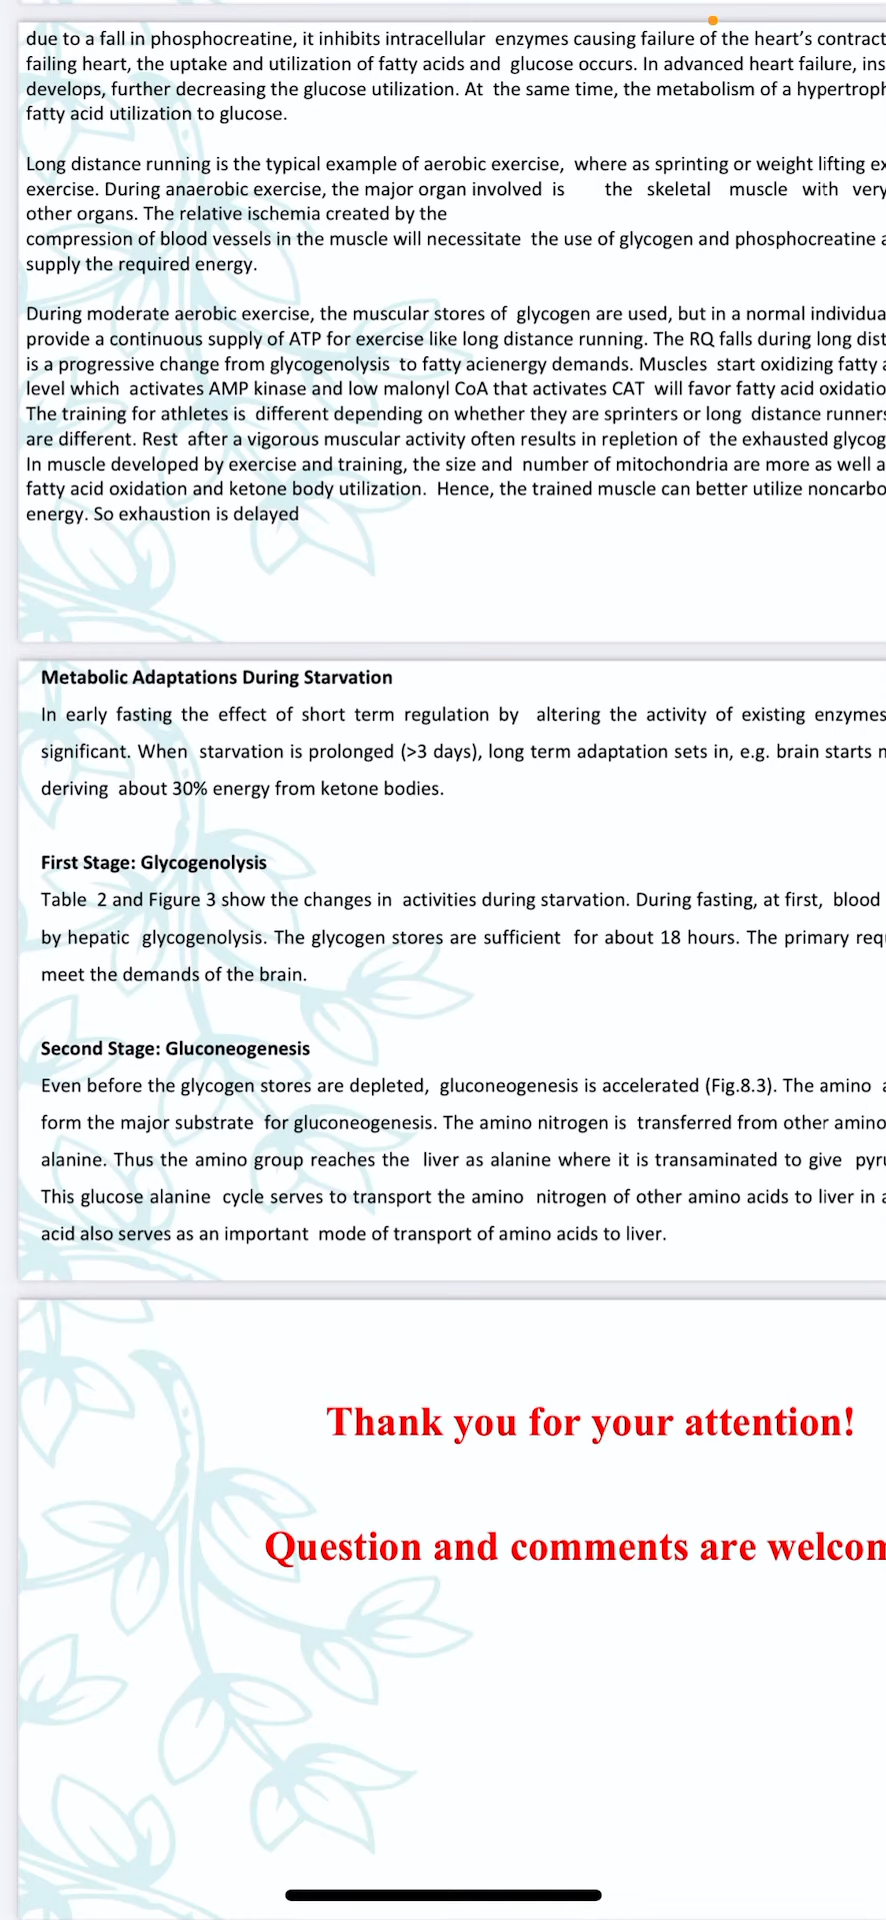 due to a fall in phosphocreatine, it inhibits intracellular enzymes causing failure of the heart's contract
failing heart, the uptake and utilization of fatty acids and glucose occurs. In advanced heart failure, ins
develops, further decreasing the glucose utilization. At the same time, the metabolism of a hypertroph
fatty acid utilization to glucose.
Long distance running is the typical example of aerobic exercise, where as sprinting or weight lifting ex
exercise. During anaerobic exercise, the major organ involved is the skeletal muscle with very
other organs. The relative ischemia created by the
compression of blood vessels in the muscle will necessitate the use of glycogen and phosphocreatine a
supply the required energy.
During moderate aerobic exercise, the muscular stores of glycogen are used, but in a normal individua
provide a continuous supply of ATP for exercise like long distance running. The RQ falls during long dist
is a progressive change from glycogenolysis to fatty acienergy demands. Muscles start oxidizing fatty a
level which activates AMP kinase and low malonyl CoA that activates CAT will favor fatty acid oxidatio
The training for athletes is different depending on whether they are sprinters or long distance runners
are different. Rest after a vigorous muscular activity often results in repletion of the exhausted glycog
In muscle developed by exercise and training, the size and number of mitochondria are more as well a
fatty acid oxidation and ketone body utilization. Hence, the trained muscle can better utilize noncarbo
energy. So exhaustion is delayed
Metabolic Adaptations During Starvation
In early fasting the effect of short term regulation by altering the activity of existing enzymes
significant. When starvation is prolonged (>3 days), long term adaptation sets in, e.g. brain starts m
deriving about 30% energy from ketone bodies.
First Stage: Glycogenolysis
Table 2 and Figure 3 show the changes in activities during starvation. During fasting, at first, blood
by hepatic glycogenolysis. The glycogen stores are sufficient for about 18 hours. The primary requ
meet the demands of the brain.
Second Stage: Gluconeogenesis
Even before the glycogen stores are depleted, gluconeogenesis is accelerated (Fig.8.3). The amino a
form the major substrate for gluconeogenesis. The amino nitrogen is transferred from other amino
alanine. Thus the amino group reaches the liver as alanine where it is transaminated to give pyru
This glucose alanine cycle serves to transport the amino nitrogen of other amino acids to liver in a
acid also serves as an important mode of transport of amino acids to liver.
Thank you for your attention!
Question and comments are welcom